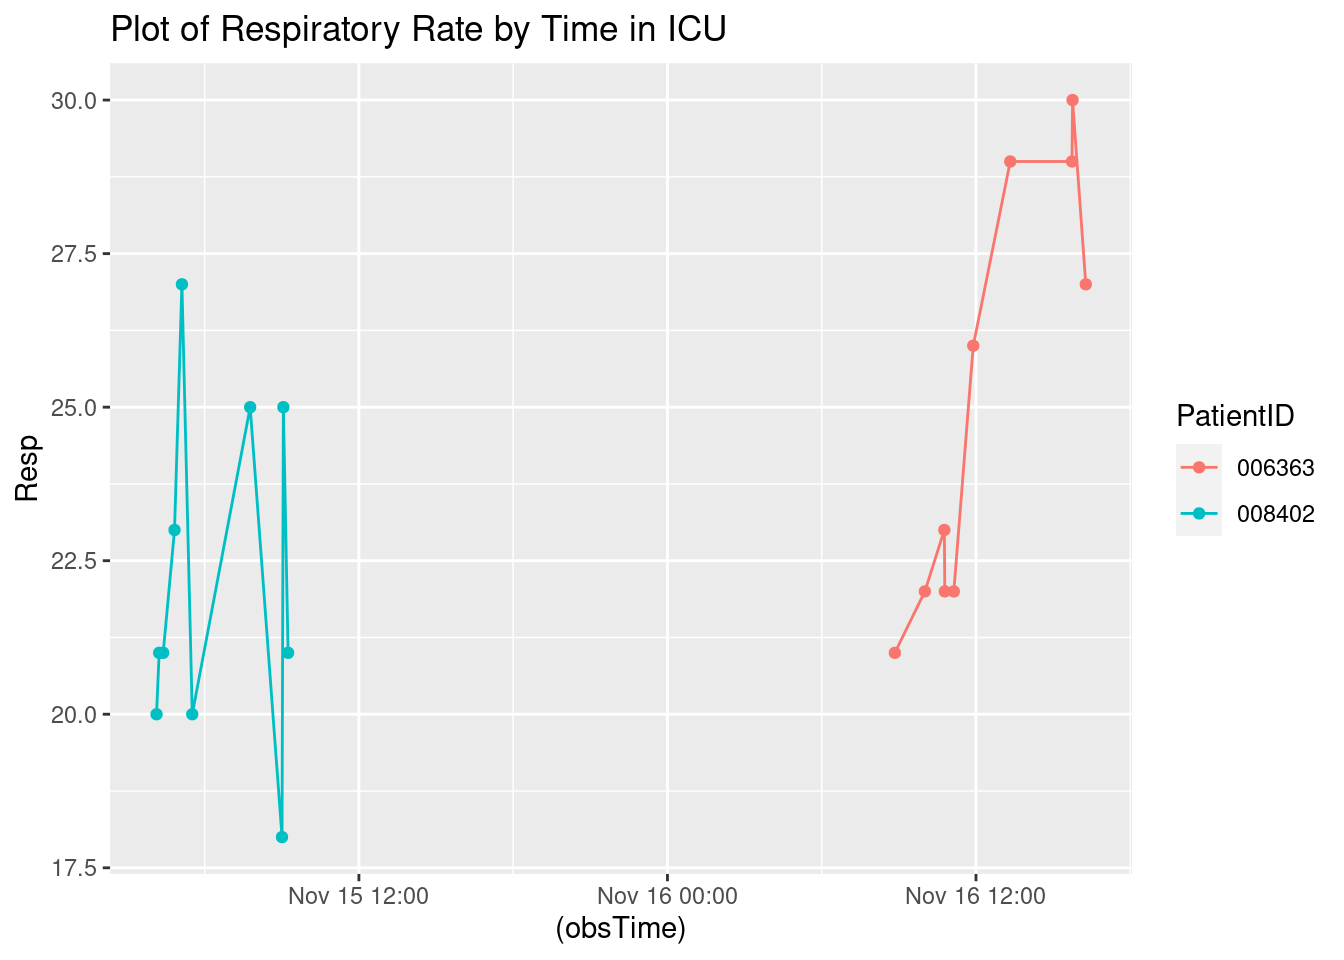 Plot of Respiratory Rate by Time in ICU
30.0
27.5
25.0
22.5
20.0
17.5
Resp
Nov 15 12:00
Nov 16 00:00
Nov 16 12:00
(obsTime)
PatientID
006363
008402